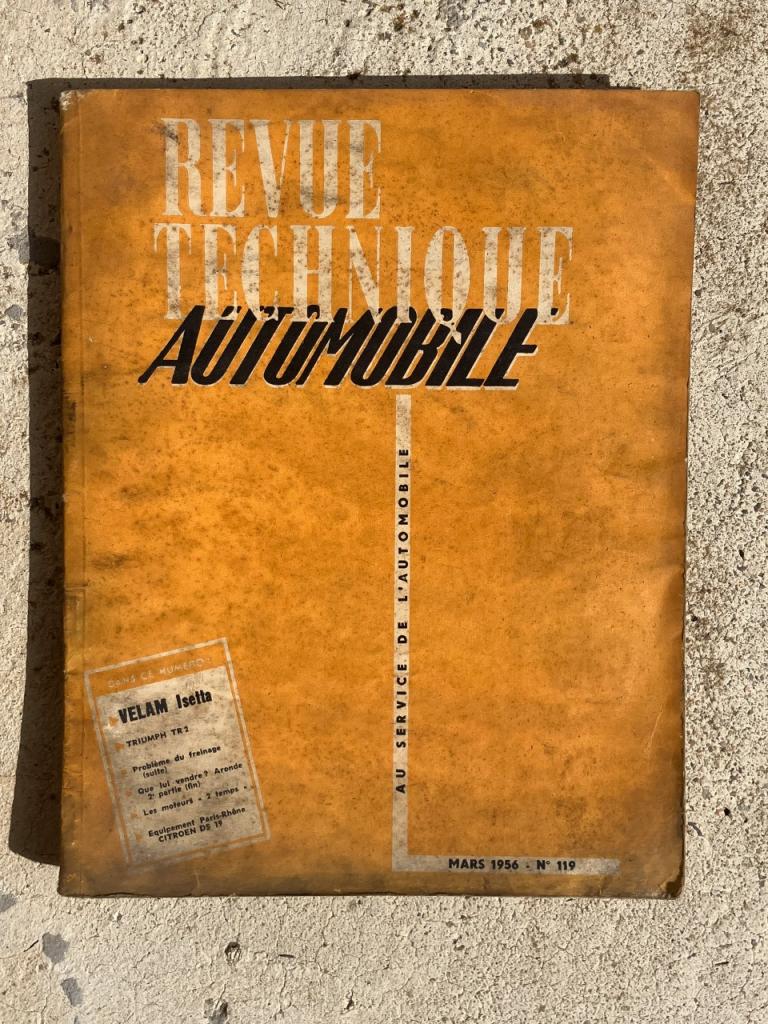 REVUE
TECHNIQUE
AUTOMOBILE
AU SERVICE DE L'AUTOMOBILE
DANS CE NUMERO :
VELAM Isetta
TRIUMPH TR2
Problème du freinage
(suite)
Que lui vendre ? Aronde
2e partie (fin)
Les moteurs « 2 temps »
Equipement Paris-Rhône
CITROEN DS 19
MARS 1956 - N° 119